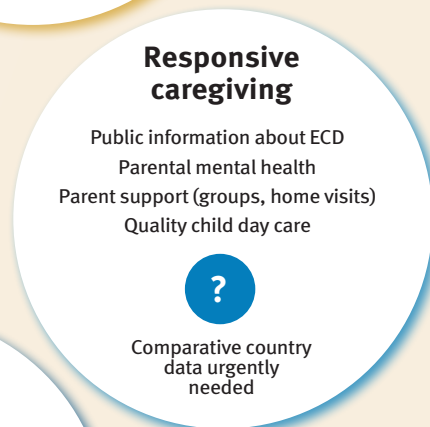 Responsive
caregiving
Public information about ECD
Parental mental health
Parent support (groups, home visits)
Quality child day care
?
Comparative country
data urgently
needed